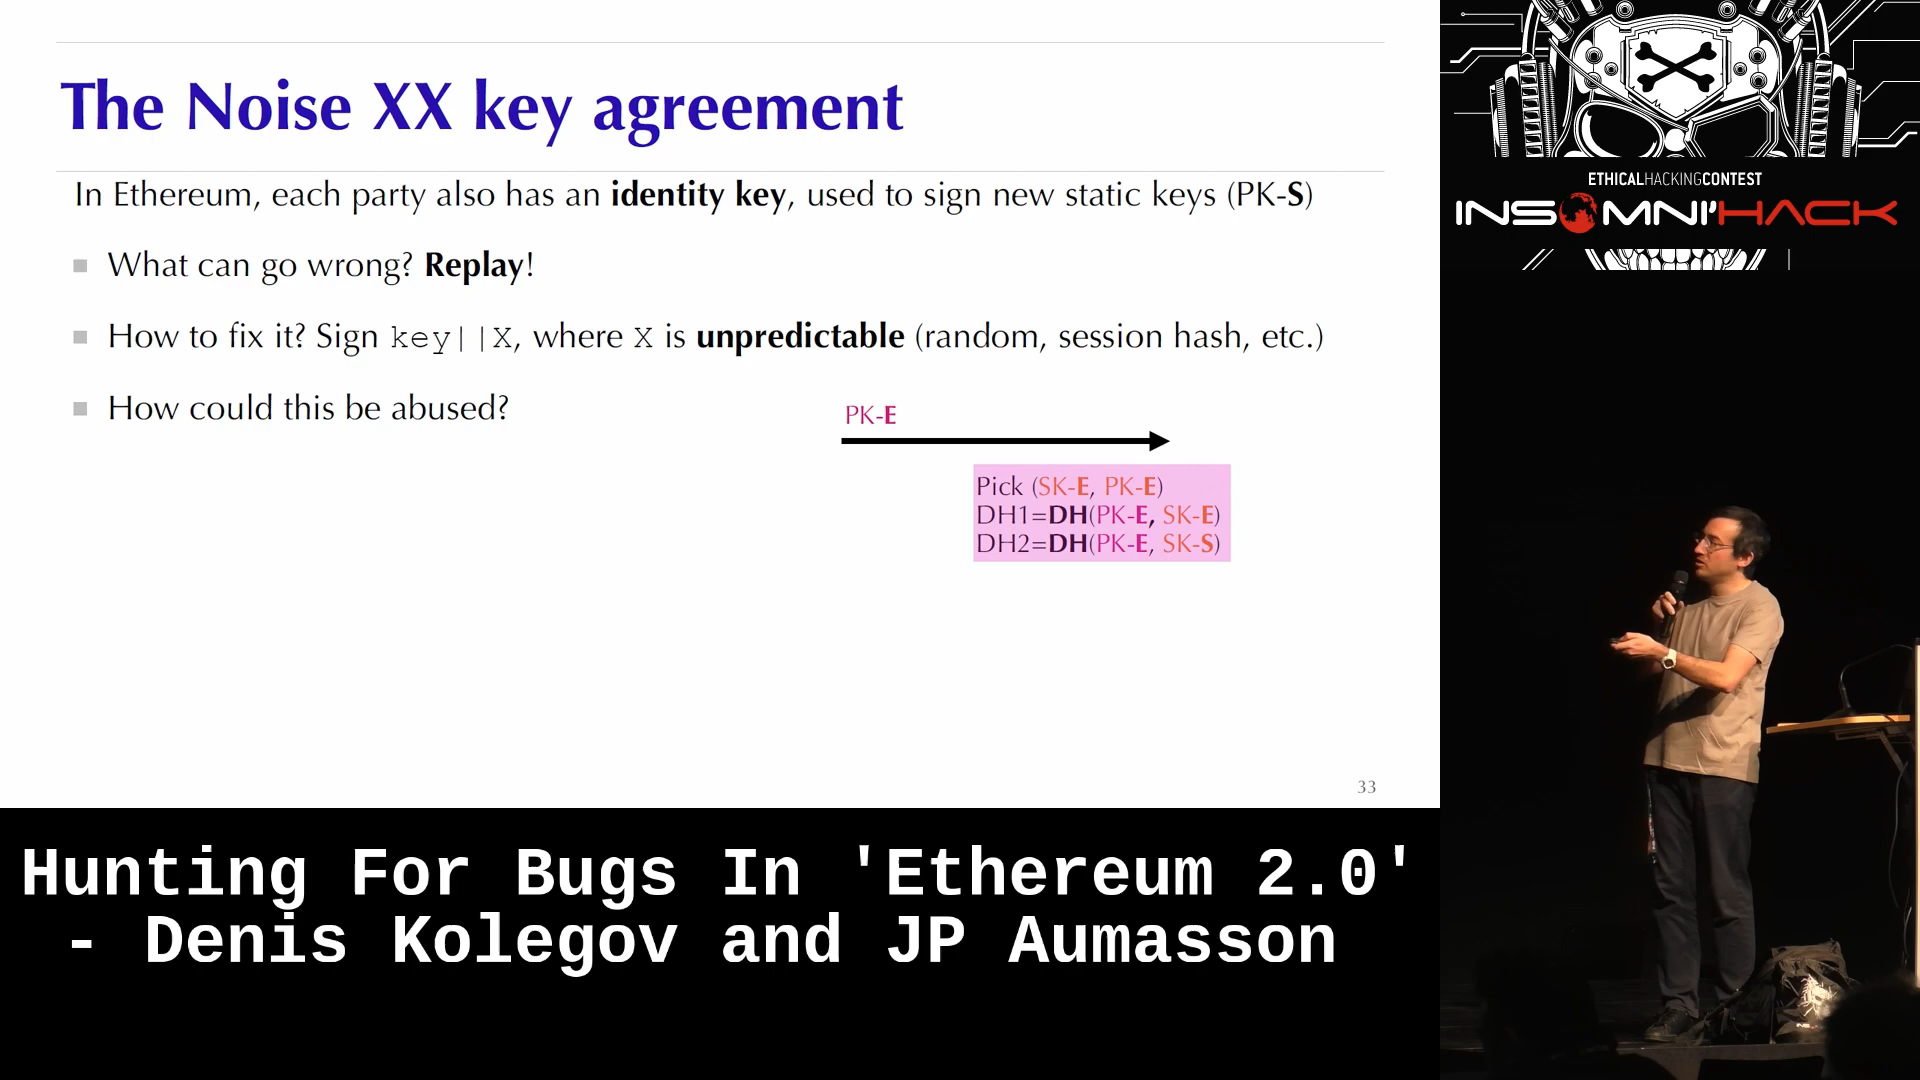 The Noise XX key agreement
In Ethereum, each party also has an identity key, used to sign new static keys (PK-S)
What can go wrong? Replay!
How to fix it? Sign key||X, where X is unpredictable (random, session hash, etc.)
How could this be abused?
PK-E
Pick (SK-E, PK-E)
DH1=DH(PK-E, SK-E)
DH2=DH(PK-E, SK-S)
33
ETHICALHACKINGCONTEST
INSOMNI'HACK
Hunting For Bugs In 'Ethereum 2.0'
- Denis Kolegov and JP Aumasson